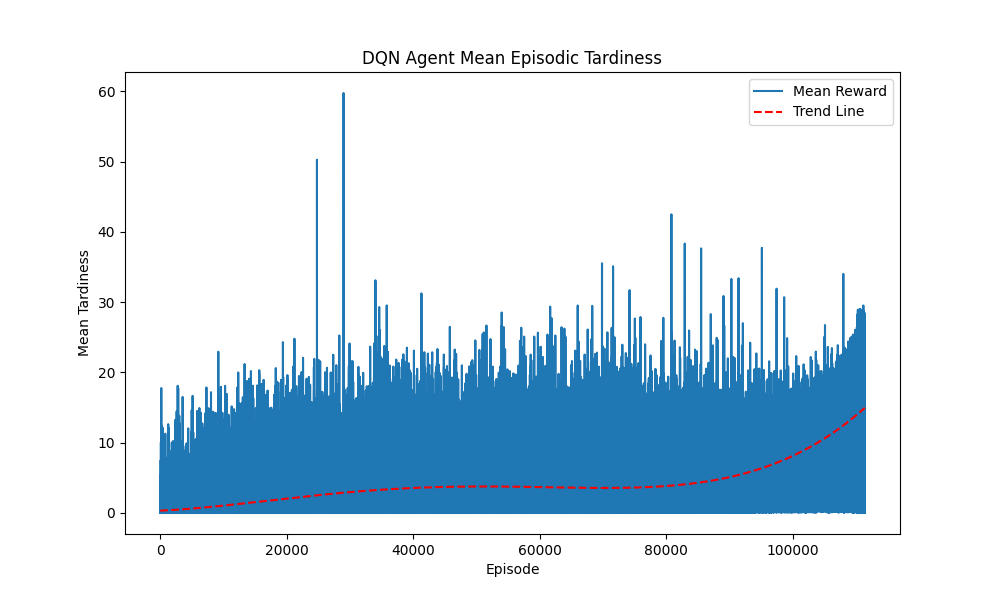 DQN Agent Mean Episodic Tardiness
Mean Reward
Trend Line
Mean Tardiness
60
50
40
30
20
10
0
0 20000 40000 60000 80000 100000
Episode